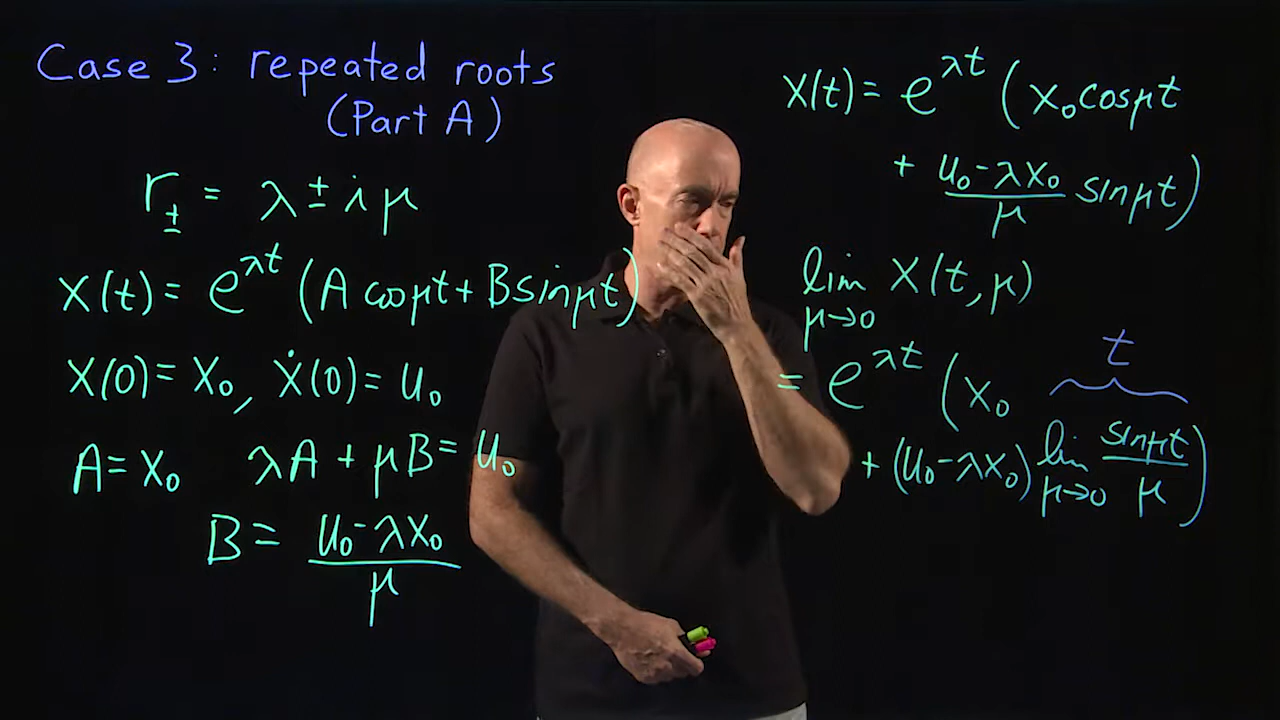 Case 3: repeated roots
(Part A)
r± = λ ± i μ
x(t) = e^λt (A cos μt + B sin μt)
x(0) = x₀, ẋ(0) = u₀
A = x₀ λA + μB = u₀
B = (u₀ - λx₀)/μ
x(t) = e^λt ( x₀ cos μt
+ (u₀ - λx₀)/μ sin μt )
lim μ→0 x(t, μ)
t
= e^λt ( x₀
+ (u₀ - λx₀) lim μ→0 sin μt/μ )